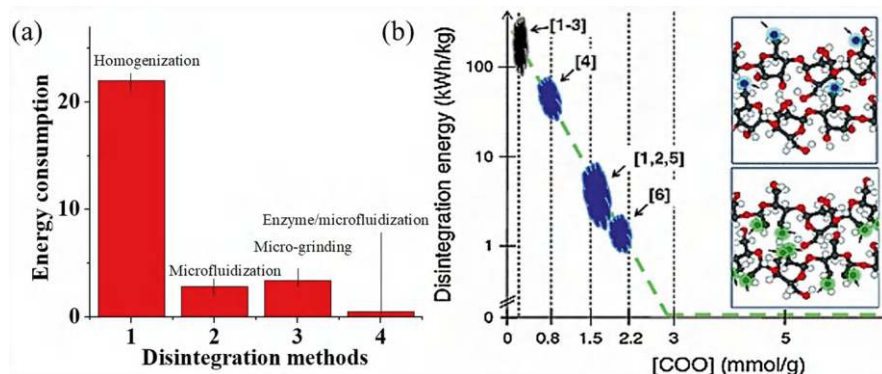 (a)
Energy consumption
20
10
0
Homogenization
Microfluidization
Micro-grinding
Enzyme/microfluidization
1 2 3 4
Disintegration methods
(b)
Disintegration energy (kWh/kg)
100
10
1
0
[1-3]
[4]
[1,2,5]
[6]
0 0.8 1.5 2.2 3 5
[COO] (mmol/g)